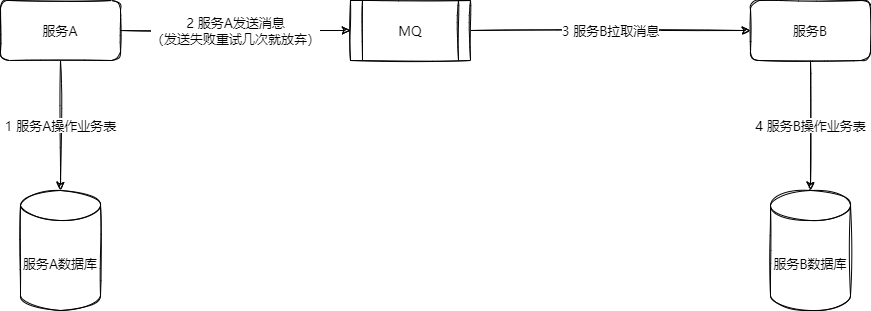 服务A
2 服务A发送消息
（发送失败重试几次就放弃）
MQ
3 服务B拉取消息
服务B
1 服务A操作业务表
4 服务B操作业务表
服务A数据库
服务B数据库